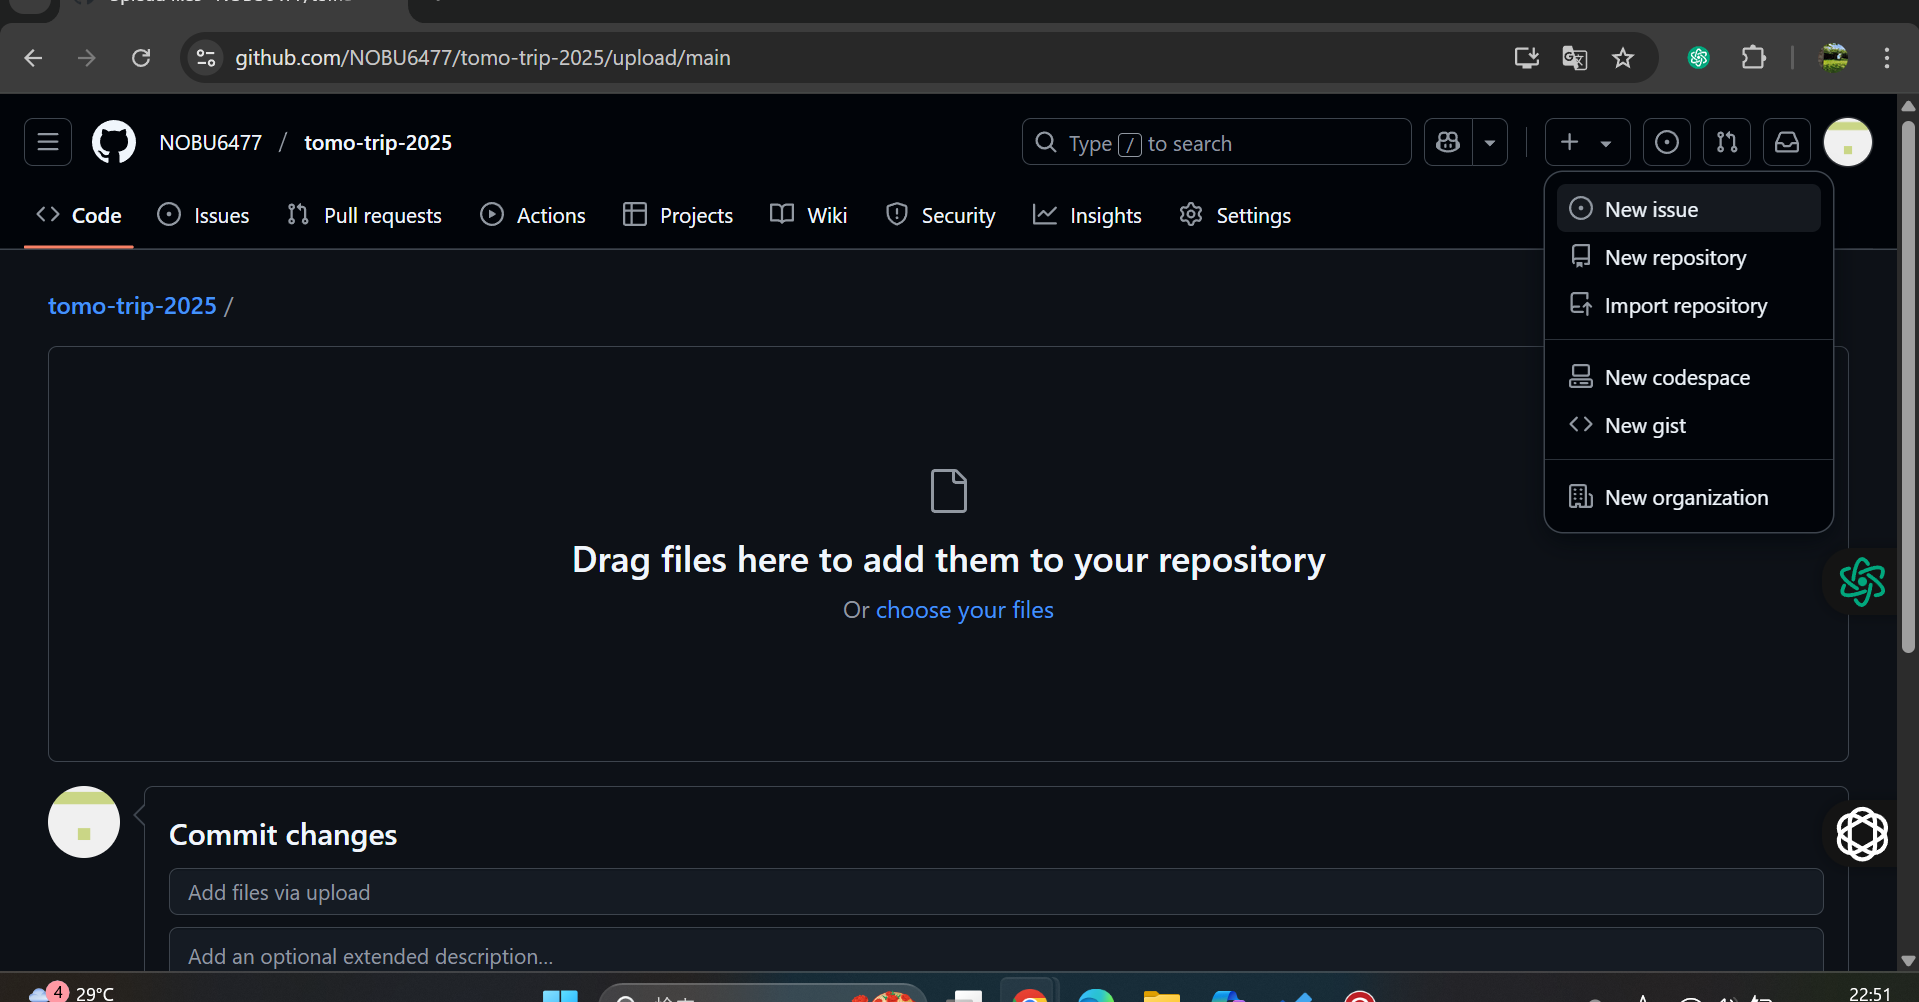 github.com/NOBU6477/tomo-trip-2025/upload/main
NOBU6477 / tomo-trip-2025
Type / to search
Code Issues Pull requests Actions Projects Wiki Security Insights Settings
New issue
New repository
Import repository
New codespace
New gist
New organization
tomo-trip-2025 /
Drag files here to add them to your repository
Or choose your files
Commit changes
Add files via upload
Add an optional extended description...
4 29°C
22:51